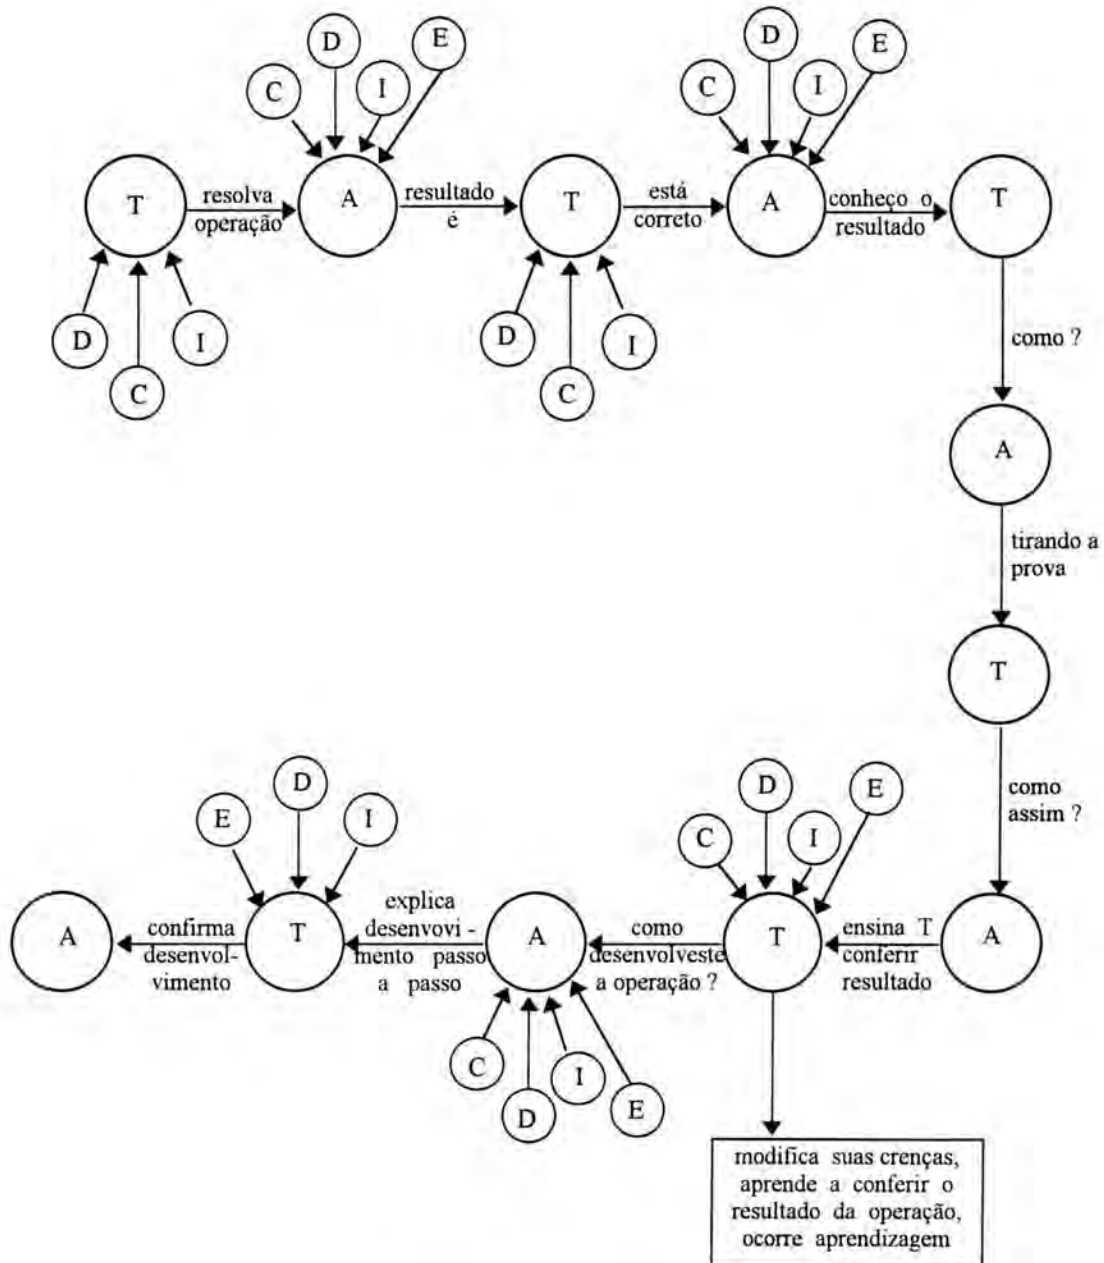 D
E
D
E
C
I
C
I
T
resolva
operação
A
resultado
é
T
está
correto
A
conheço o
resultado
T
D
I
C
D
I
C
como ?
A
tirando a
prova
T
como
assim ?
E
D
I
C
D
I
E
A
confirma
desenvol-
vimento
T
explica
desenvovi -
mento passo
a passo
A
como
desenvolveste
a operação ?
T
ensina T
conferir
resultado
A
C
D
I
E
modifica suas crenças,
aprende a conferir o
resultado da operação,
ocorre aprendizagem